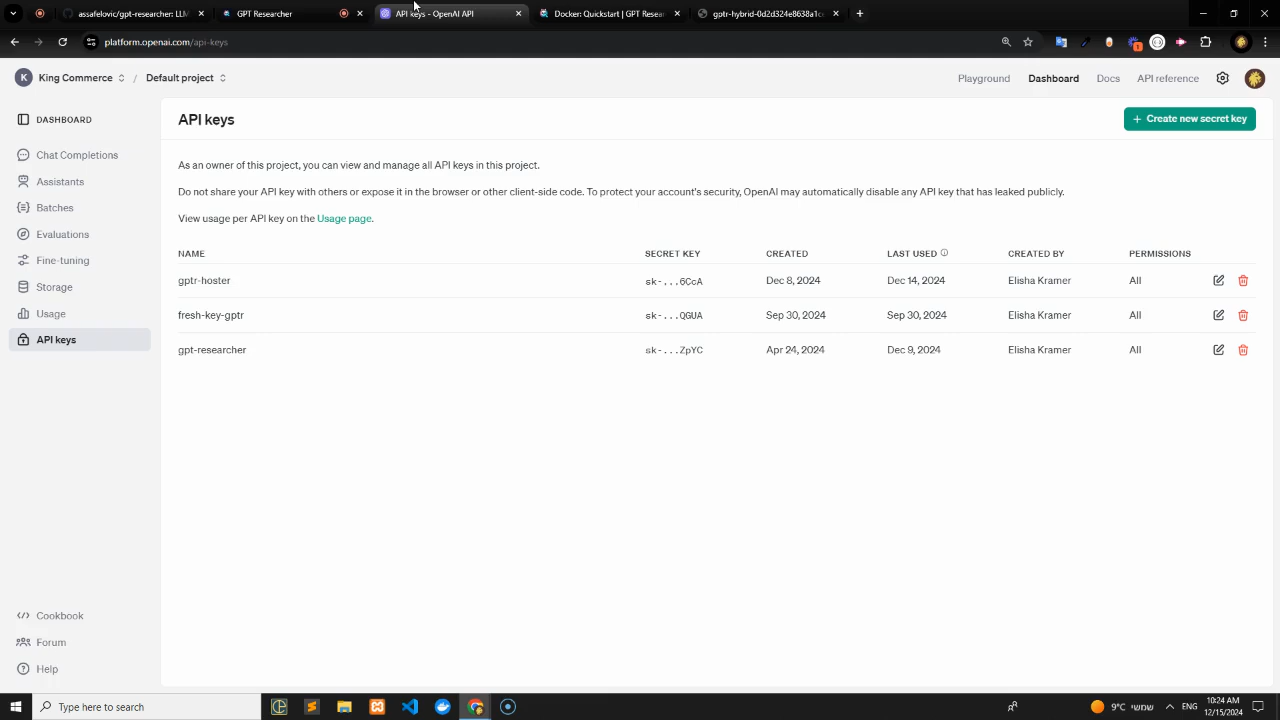 assafelovic/gpt-researcher: LLM
GPT Researcher
API keys - OpenAI API
Docker: Quickstart | GPT Resear
gptr-hybrid-0d2d324e8638a1c
platform.openai.com/api-keys
K King Commerce / Default project
Playground
Dashboard
Docs
API reference
DASHBOARD
Chat Completions
Assistants
Batches
Evaluations
Fine-tuning
Storage
Usage
API keys
Cookbook
Forum
Help
API keys
+ Create new secret key
As an owner of this project, you can view and manage all API keys in this project.
Do not share your API key with others or expose it in the browser or other client-side code. To protect your account's security, OpenAI may automatically disable any API key that has leaked publicly.
View usage per API key on the Usage page.
NAME SECRET KEY CREATED LAST USED CREATED BY PERMISSIONS
gptr-hoster sk-...6CcA Dec 8, 2024 Dec 14, 2024 Elisha Kramer All
fresh-key-gptr sk-...QGUA Sep 30, 2024 Sep 30, 2024 Elisha Kramer All
gpt-researcher sk-...ZpYC Apr 24, 2024 Dec 9, 2024 Elisha Kramer All
Type here to search
9°C שמשי
ENG
10:24 AM
12/15/2024